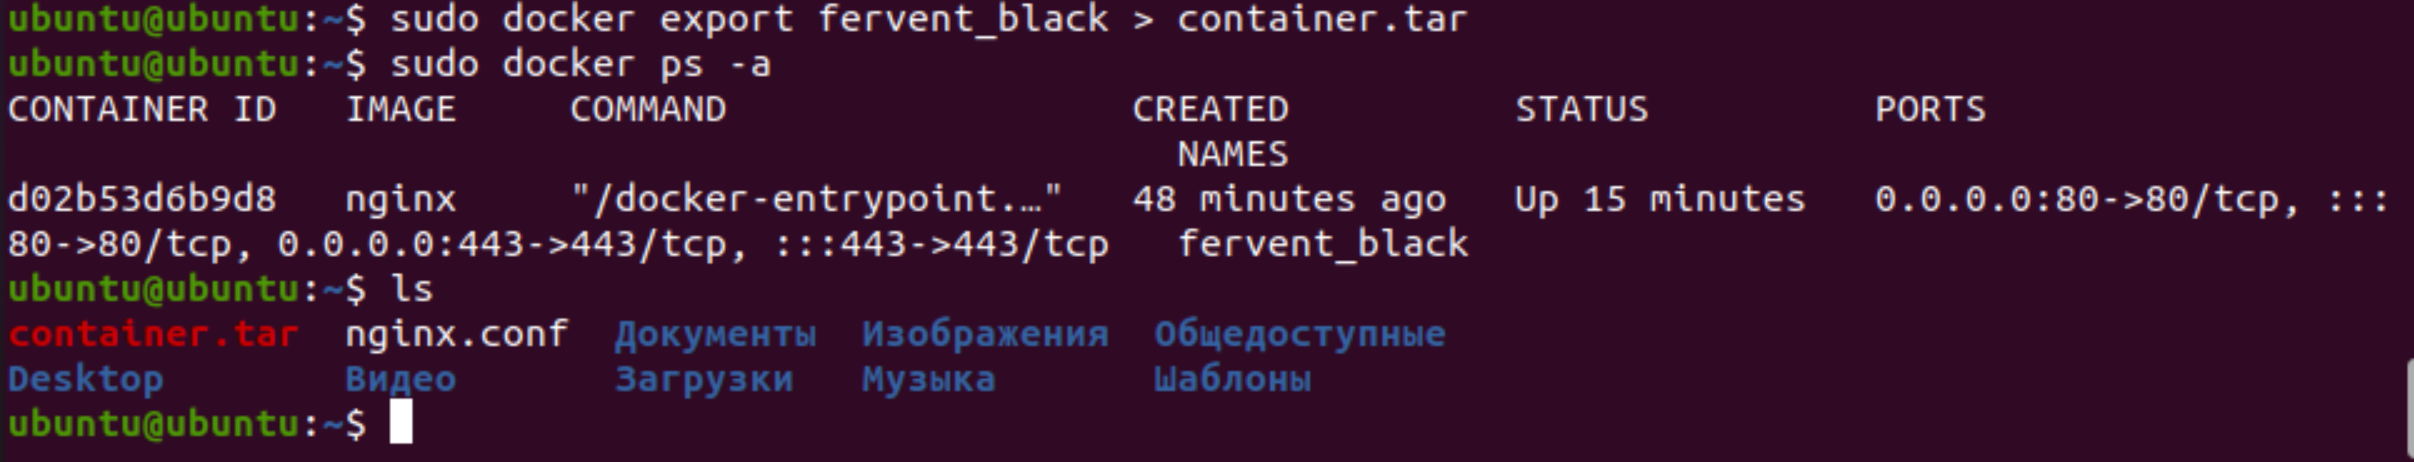 ubuntu@ubuntu:~$ sudo docker export fervent_black > container.tar
ubuntu@ubuntu:~$ sudo docker ps -a
CONTAINER ID   IMAGE     COMMAND                  CREATED          STATUS          PORTS
NAMES
d02b53d6b9d8   nginx     "/docker-entrypoint.…"   48 minutes ago   Up 15 minutes   0.0.0.0:80->80/tcp, :::
80->80/tcp, 0.0.0.0:443->443/tcp, :::443->443/tcp   fervent_black
ubuntu@ubuntu:~$ ls
container.tar  nginx.conf  Документы  Изображения  Общедоступные
Desktop        Видео       Загрузки   Музыка       Шаблоны
ubuntu@ubuntu:~$